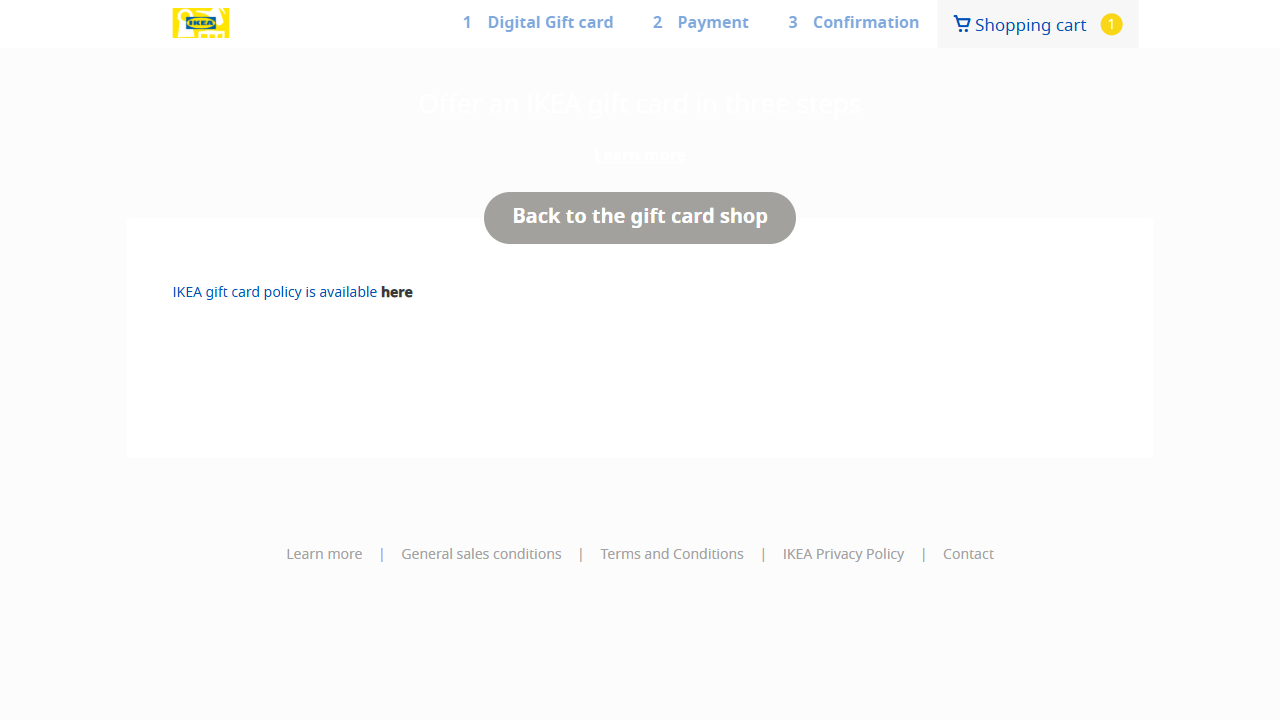 IKEA
1 Digital Gift card 2 Payment 3 Confirmation Shopping cart 1
Offer an IKEA gift card in three steps
Learn more
Back to the gift card shop
IKEA gift card policy is available here
Learn more | General sales conditions | Terms and Conditions | IKEA Privacy Policy | Contact